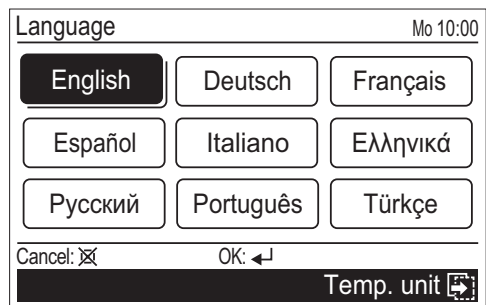 Language Mo 10:00
English Deutsch Français
Español Italiano Ελληνικά
Русский Português Türkçe
Cancel: OK:
Temp. unit